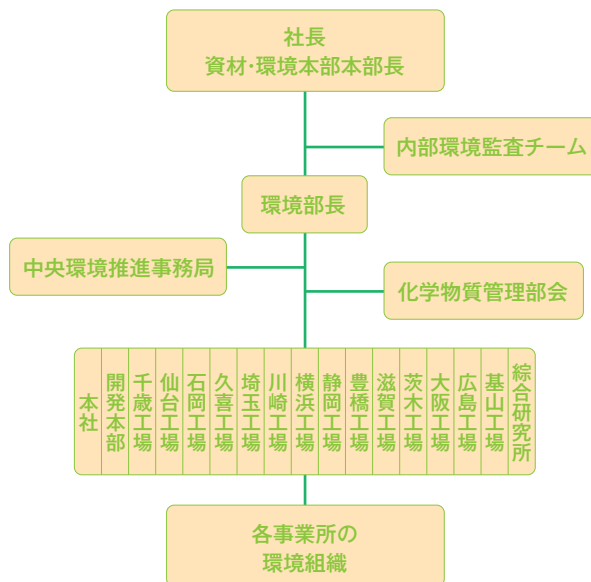 社長
資材・環境本部本部長
内部環境監査チーム
環境部長
中央環境推進事務局
化学物質管理部会
本社
開発本部
千歳工場
仙台工場
石岡工場
久喜工場
埼玉工場
川崎工場
横浜工場
静岡工場
豊橋工場
滋賀工場
茨木工場
大阪工場
広島工場
基山工場
綜合研究所
各事業所の
環境組織